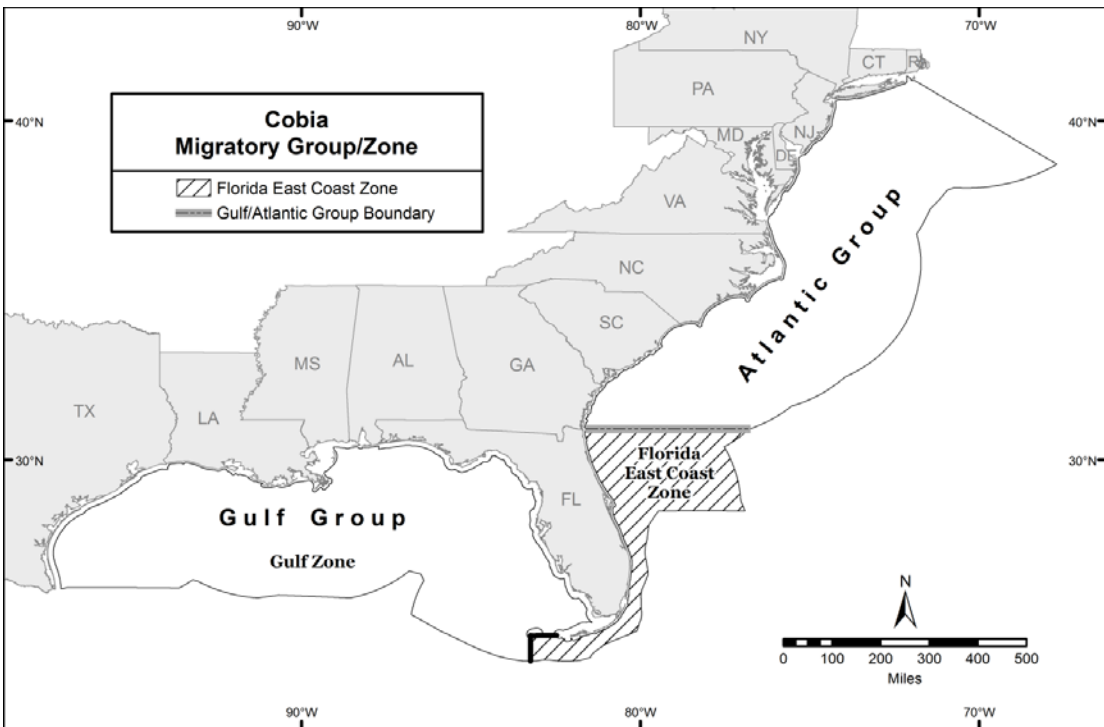 90°W
80°W
70°W
NY
CT
R
PA
40°N
40°N
Cobia
Migratory Group/Zone
Florida East Coast Zone
Gulf/Atlantic Group Boundary
MD
NJ
DE
VA
Atlantic Group
NC
SC
MS
AL
GA
TX
LA
30°N
30°N
Florida
East Coast
Zone
FL
Gulf Group
Gulf Zone
N
0
100
200
300
400
500
Miles
90°W
80°W
70°W